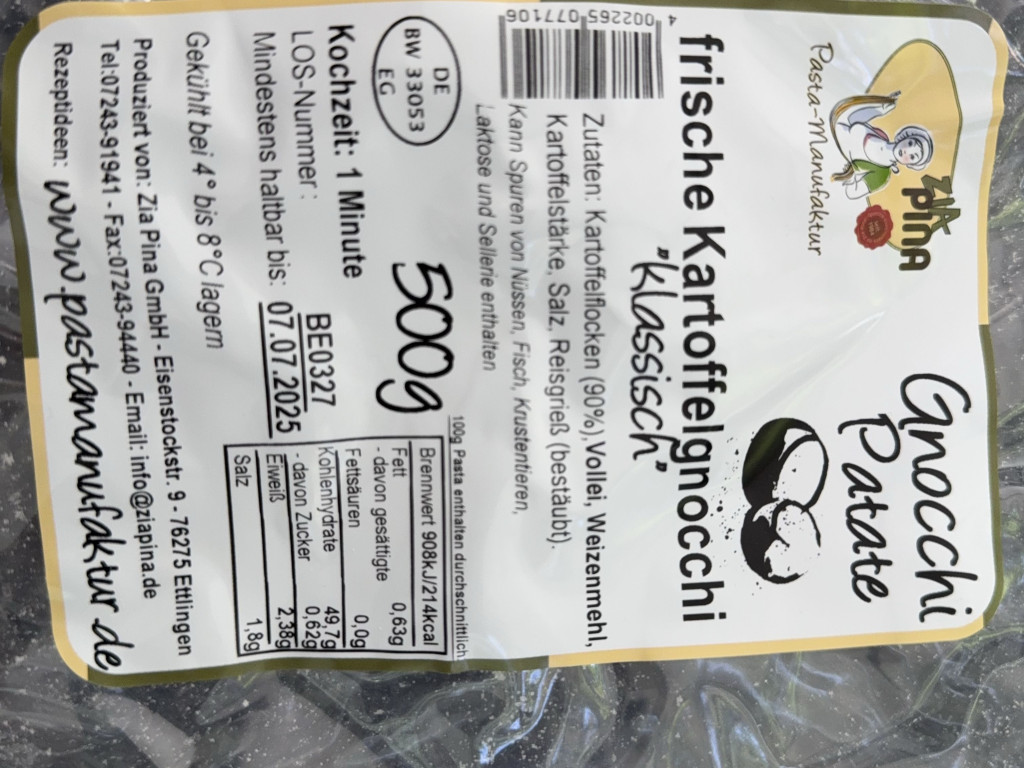 ZIA
PINA
Pasta-Manufaktur
Gnocchi
Patate
frische Kartoffelgnocchi
"klassisch"
4 002265 077106
Zutaten: Kartoffelflocken (90%), Vollei, Weizenmehl,
Kartoffelstärke, Salz, Reisgrieß (bestäubt).
Kann Spuren von Nüssen, Fisch, Krustentieren,
Laktose und Sellerie enthalten
DE
BW 33053
EG
500g
Kochzeit: 1 Minute
LOS-Nummer: BE0327
Mindestens haltbar bis: 07.07.2025
100g Pasta enthalten durchschnittlich:
Brennwert 908kJ/214kcal
Fett 0,63g
- davon gesättigte
Fettsäuren 0,0g
Kohlenhydrate 49,7g
- davon Zucker 0,62g
Eiweiß 2,38g
Salz 1,8g
Gekühlt bei 4° bis 8°C lagern
Produziert von: Zia Pina GmbH - Eisenstockstr. 9 - 76275 Ettlingen
Tel:07243-91941 - Fax:07243-94440 - Email: info@ziapina.de
Rezeptideen: www.pastamanufaktur.de